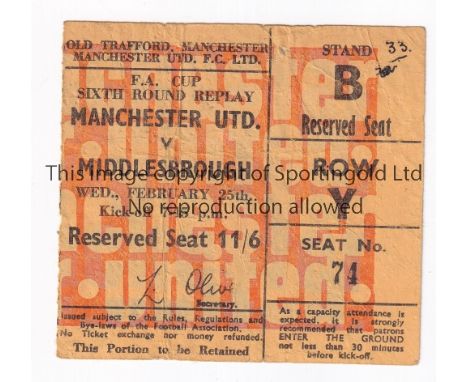 OLD TRAFFORD, MANCHESTER
MANCHESTER UTD. F.C. LTD.
F.A. CUP
SIXTH ROUND REPLAY
MANCHESTER UTD.
V
MIDDLESBROUGH
WED., FEBRUARY 25th,
Kick-off p.m.
Reserved Seat 11/6
L. Olive
Secretary.
Issued subject to the Rules, Regulations and
Bye-laws of the Football Association.
No Ticket exchange nor money refunded.
This Portion to be Retained
STAND 33.
B
Reserved Seat
ROW
Y
SEAT No.
74
As a capacity attendance is
expected, it is strongly
recommended that patrons
ENTER THE GROUND
not less than 30 minutes
before kick-off.
This image copyright of Sportingold Ltd
No reproduction allowed